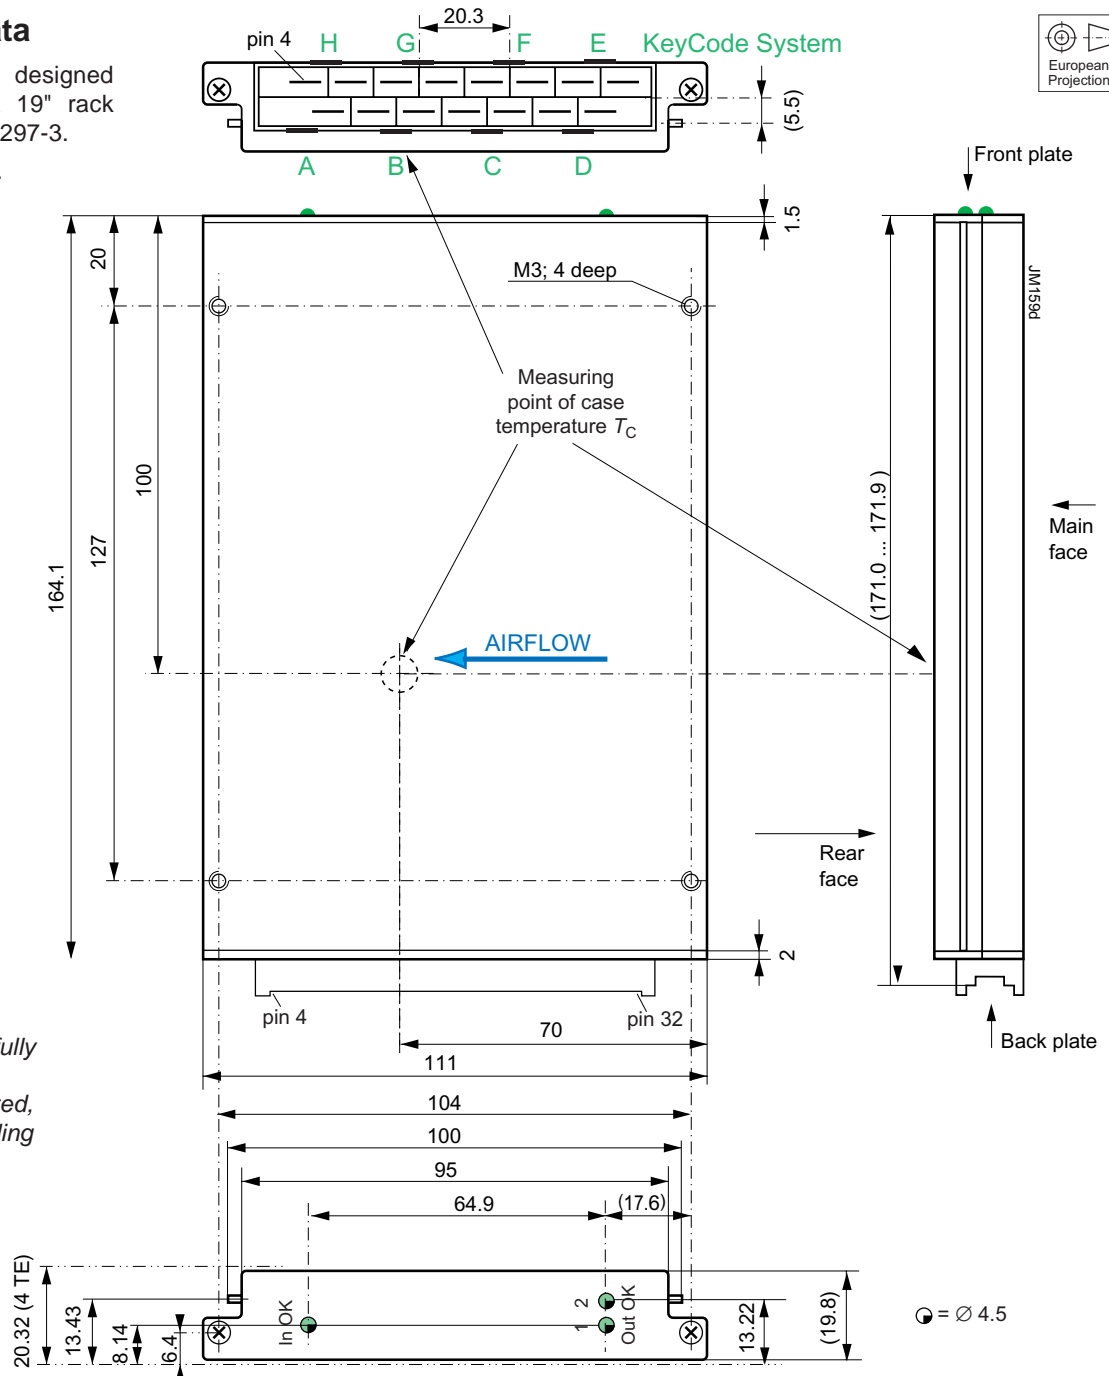 ta
designed
19" rack
297-3.
.
20.3
pin 4
H
G
F
E
KeyCode System
European
Projection
(5.5)
A
B
C
D
Front plate
1.5
20
M3; 4 deep
JM159d
Measuring
point of case
temperature TC
100
127
164.1
(171.0 ... 171.9 )
Main
face
AIRFLOW
Rear
face
2
pin 4
pin 32
70
Back plate
fully
111
ed,
104
ling
100
95
64.9
(17.6)
20.32 (4 TE)
13.43
8.14
6.4
In OK
1
2
Out OK
13.22
(19.8)
= ∅ 4.5